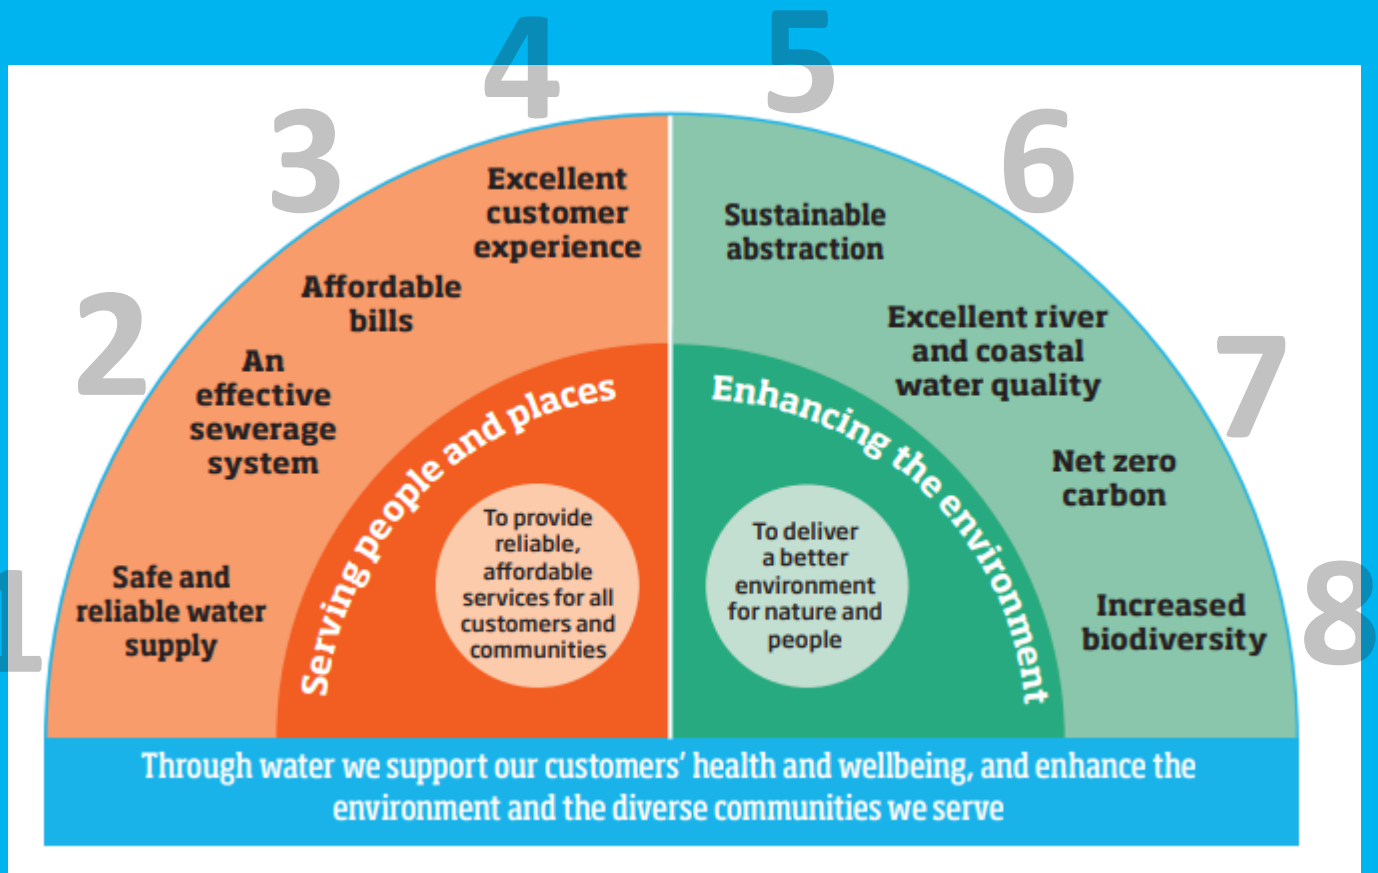 4
5
3
6
Excellent
customer
experience
Sustainable
abstraction
Affordable
bills
2
Excellent river
and coastal
water quality
7
An
effective
sewerage
system
Serving people and places
Enhancing the environment
Net zero
carbon
To provide
reliable,
affordable
services for all
customers and
communities
To deliver
a better
environment
for nature and
people
1
Safe and
reliable water
supply
Increased
biodiversity
8
Through water we support our customers' health and wellbeing, and enhance the
environment and the diverse communities we serve